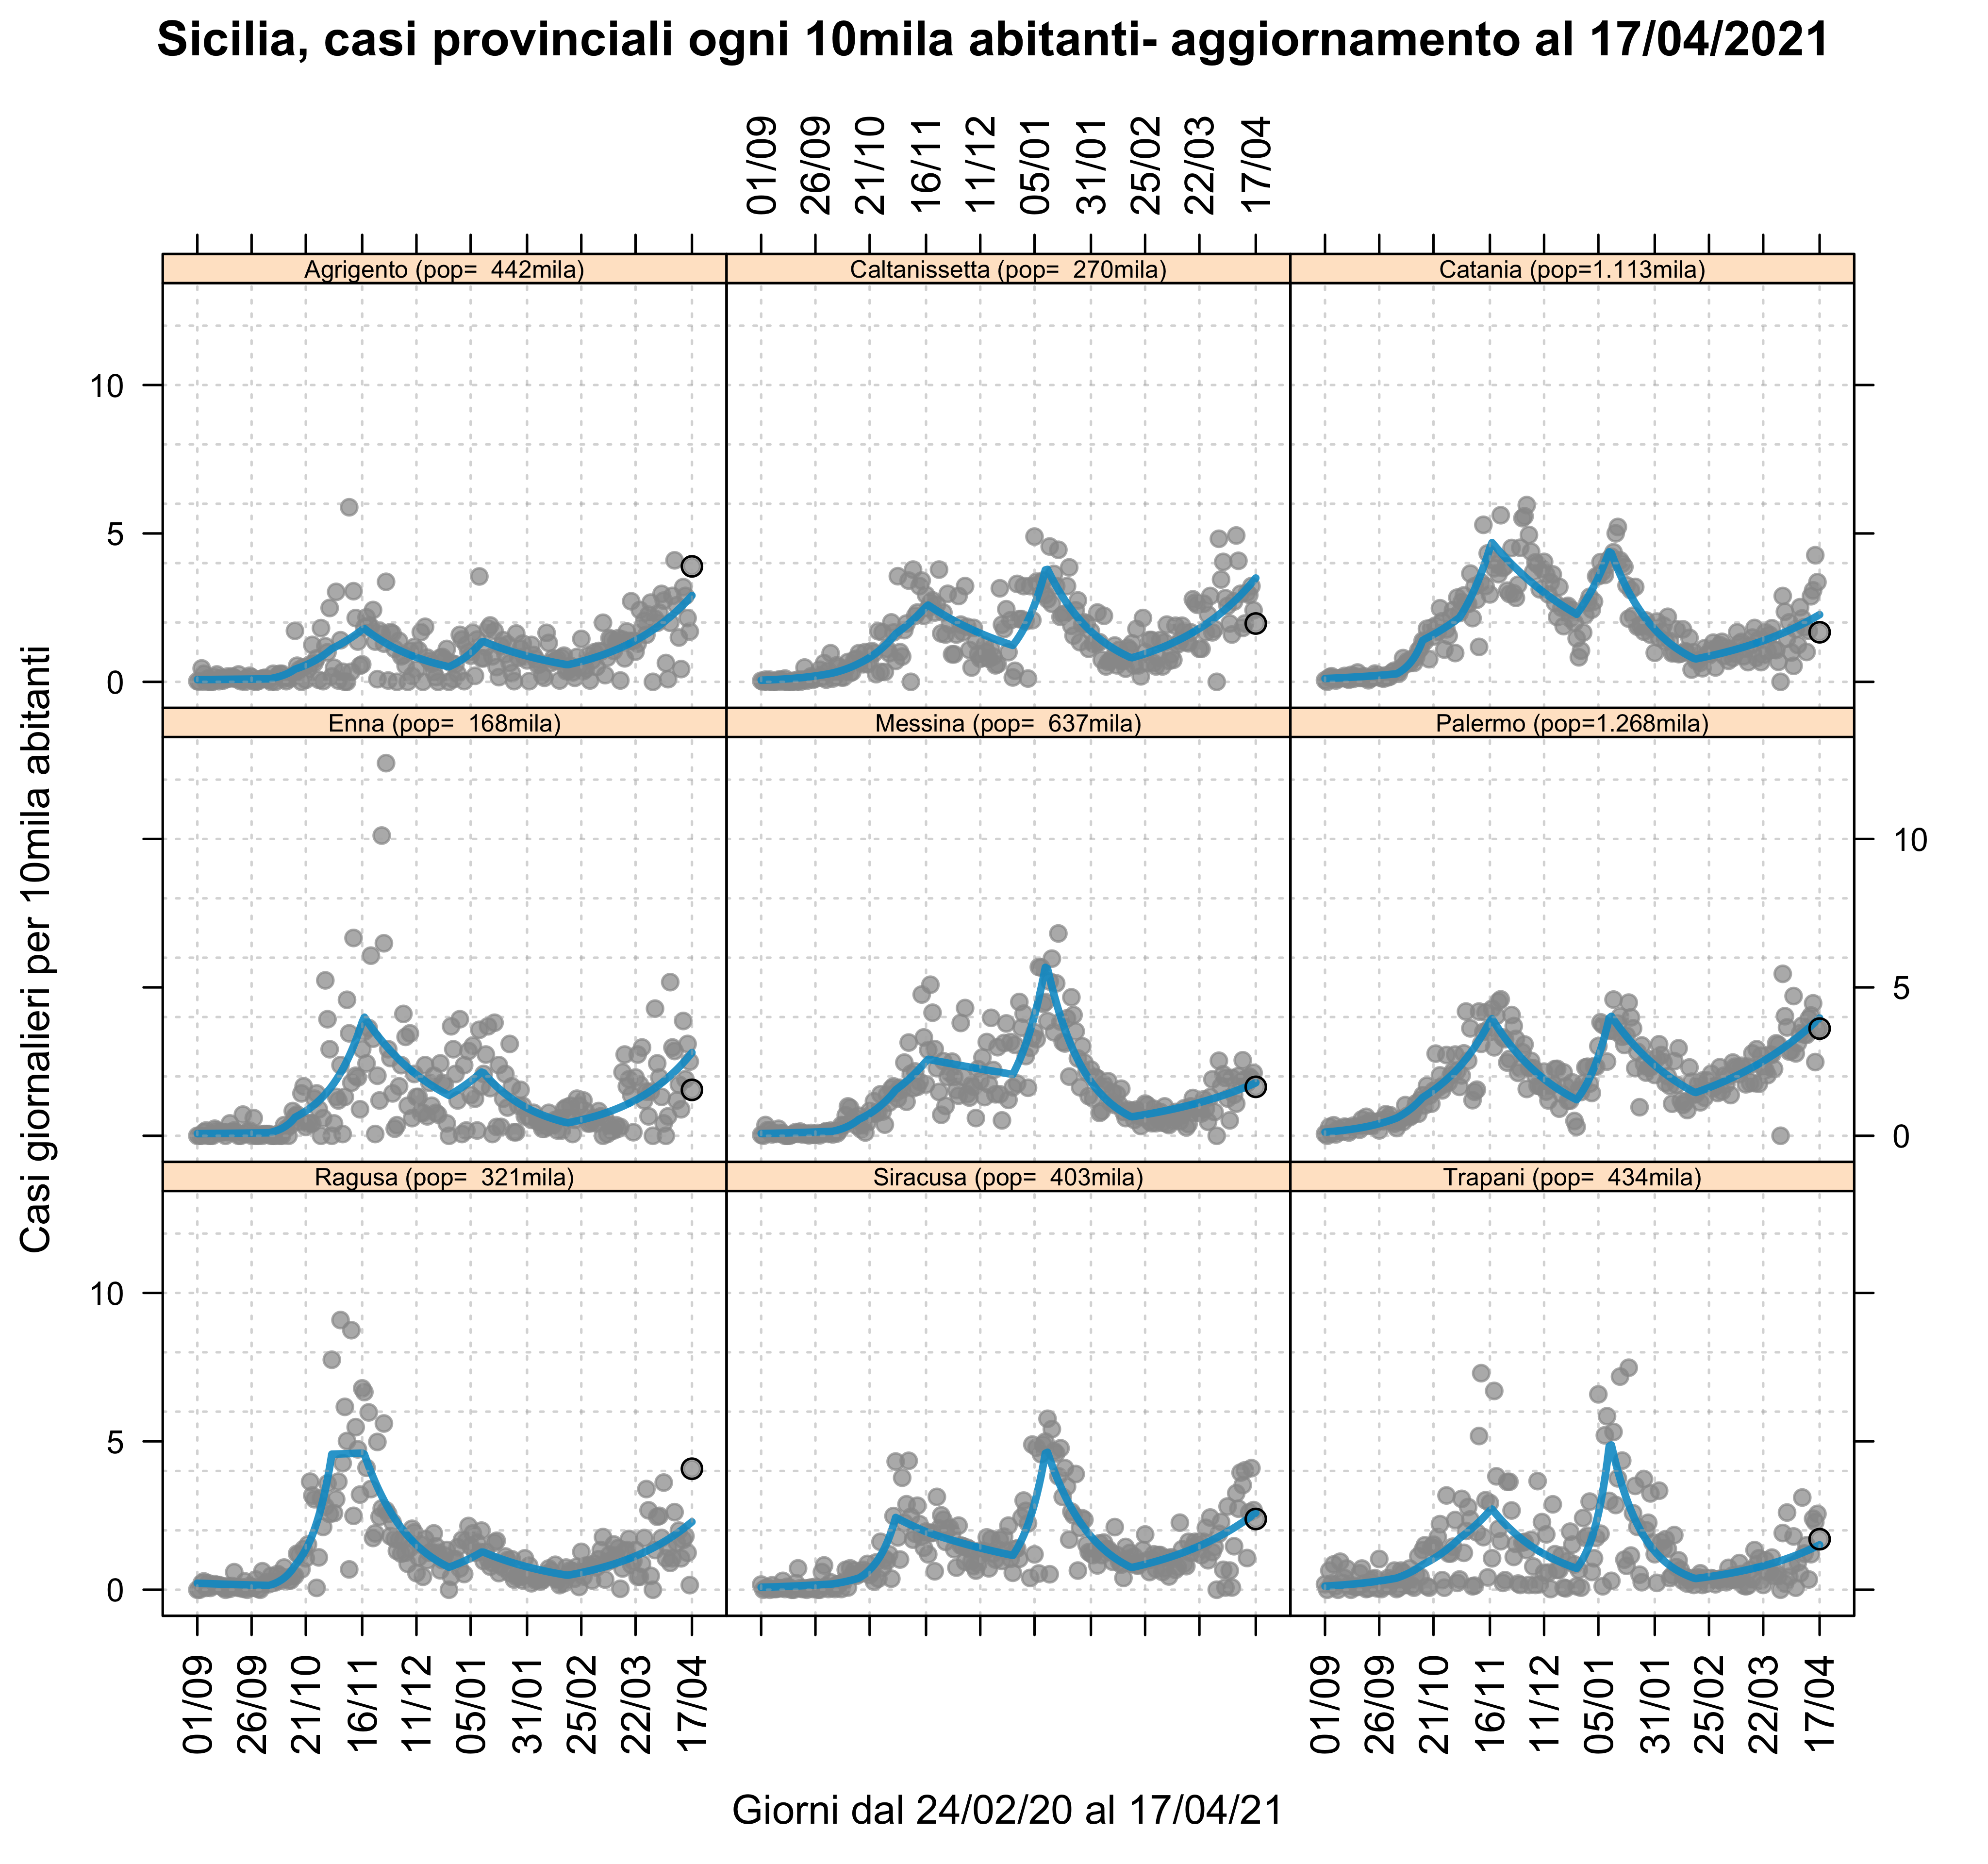 Sicilia, casi provinciali ogni 10mila abitanti- aggiornamento al 17/04/2021
01/09 26/09 21/10 16/11 11/12 05/01 31/01 25/02 22/03 17/04
Agrigento (pop=  442mila) Caltanissetta (pop=  270mila) Catania (pop=1.113mila)
10
5
0
Enna (pop=  168mila) Messina (pop=  637mila) Palermo (pop=1.268mila)
10
5
0
Casi giornalieri per 10mila abitanti
Ragusa (pop=  321mila) Siracusa (pop=  403mila) Trapani (pop=  434mila)
10
5
0
01/09 26/09 21/10 16/11 11/12 05/01 31/01 25/02 22/03 17/04 01/09 26/09 21/10 16/11 11/12 05/01 31/01 25/02 22/03 17/04
Giorni dal 24/02/20 al 17/04/21